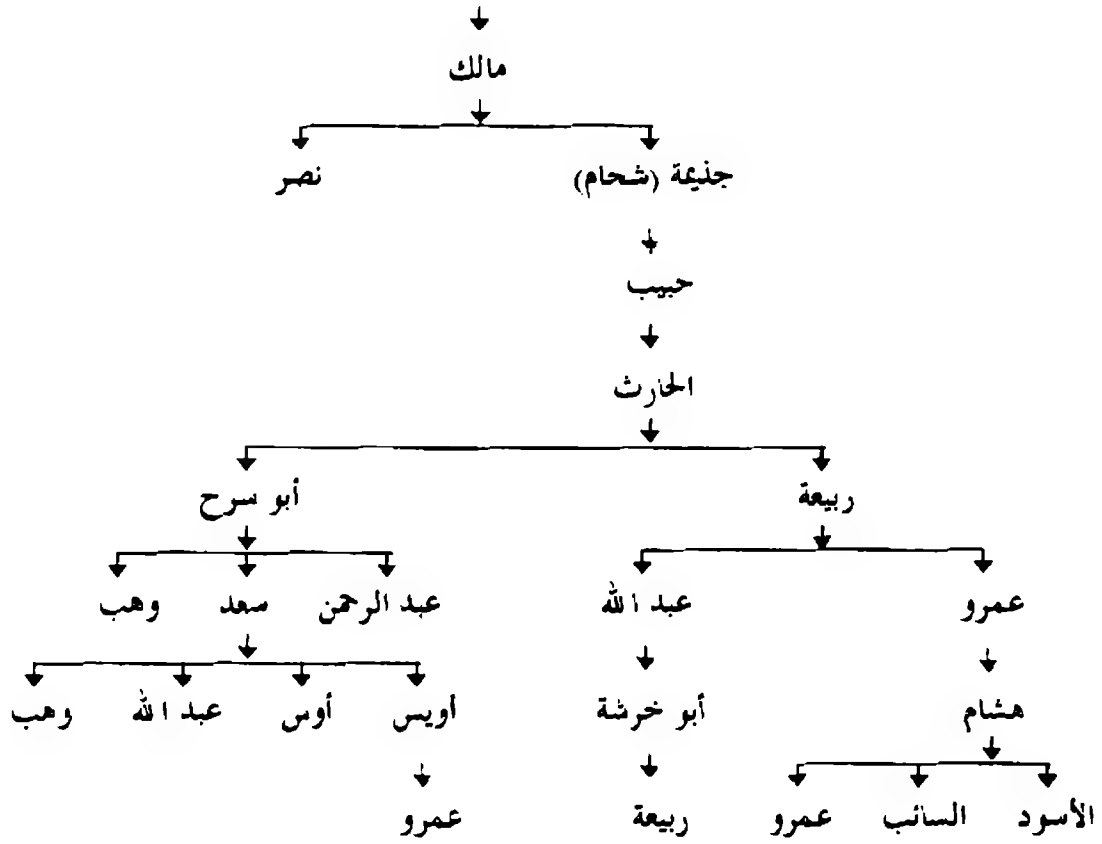 مالك
جذيمة (شحام) نصر
حبيب
الحارث
ربيعة أبو سرح
عمرو عبد الله عبد الرحمن سعد وهب
هشام أبو خرشة أويس أوس عبد الله وهب
الأسود السائب عمرو ربيعة عمرو